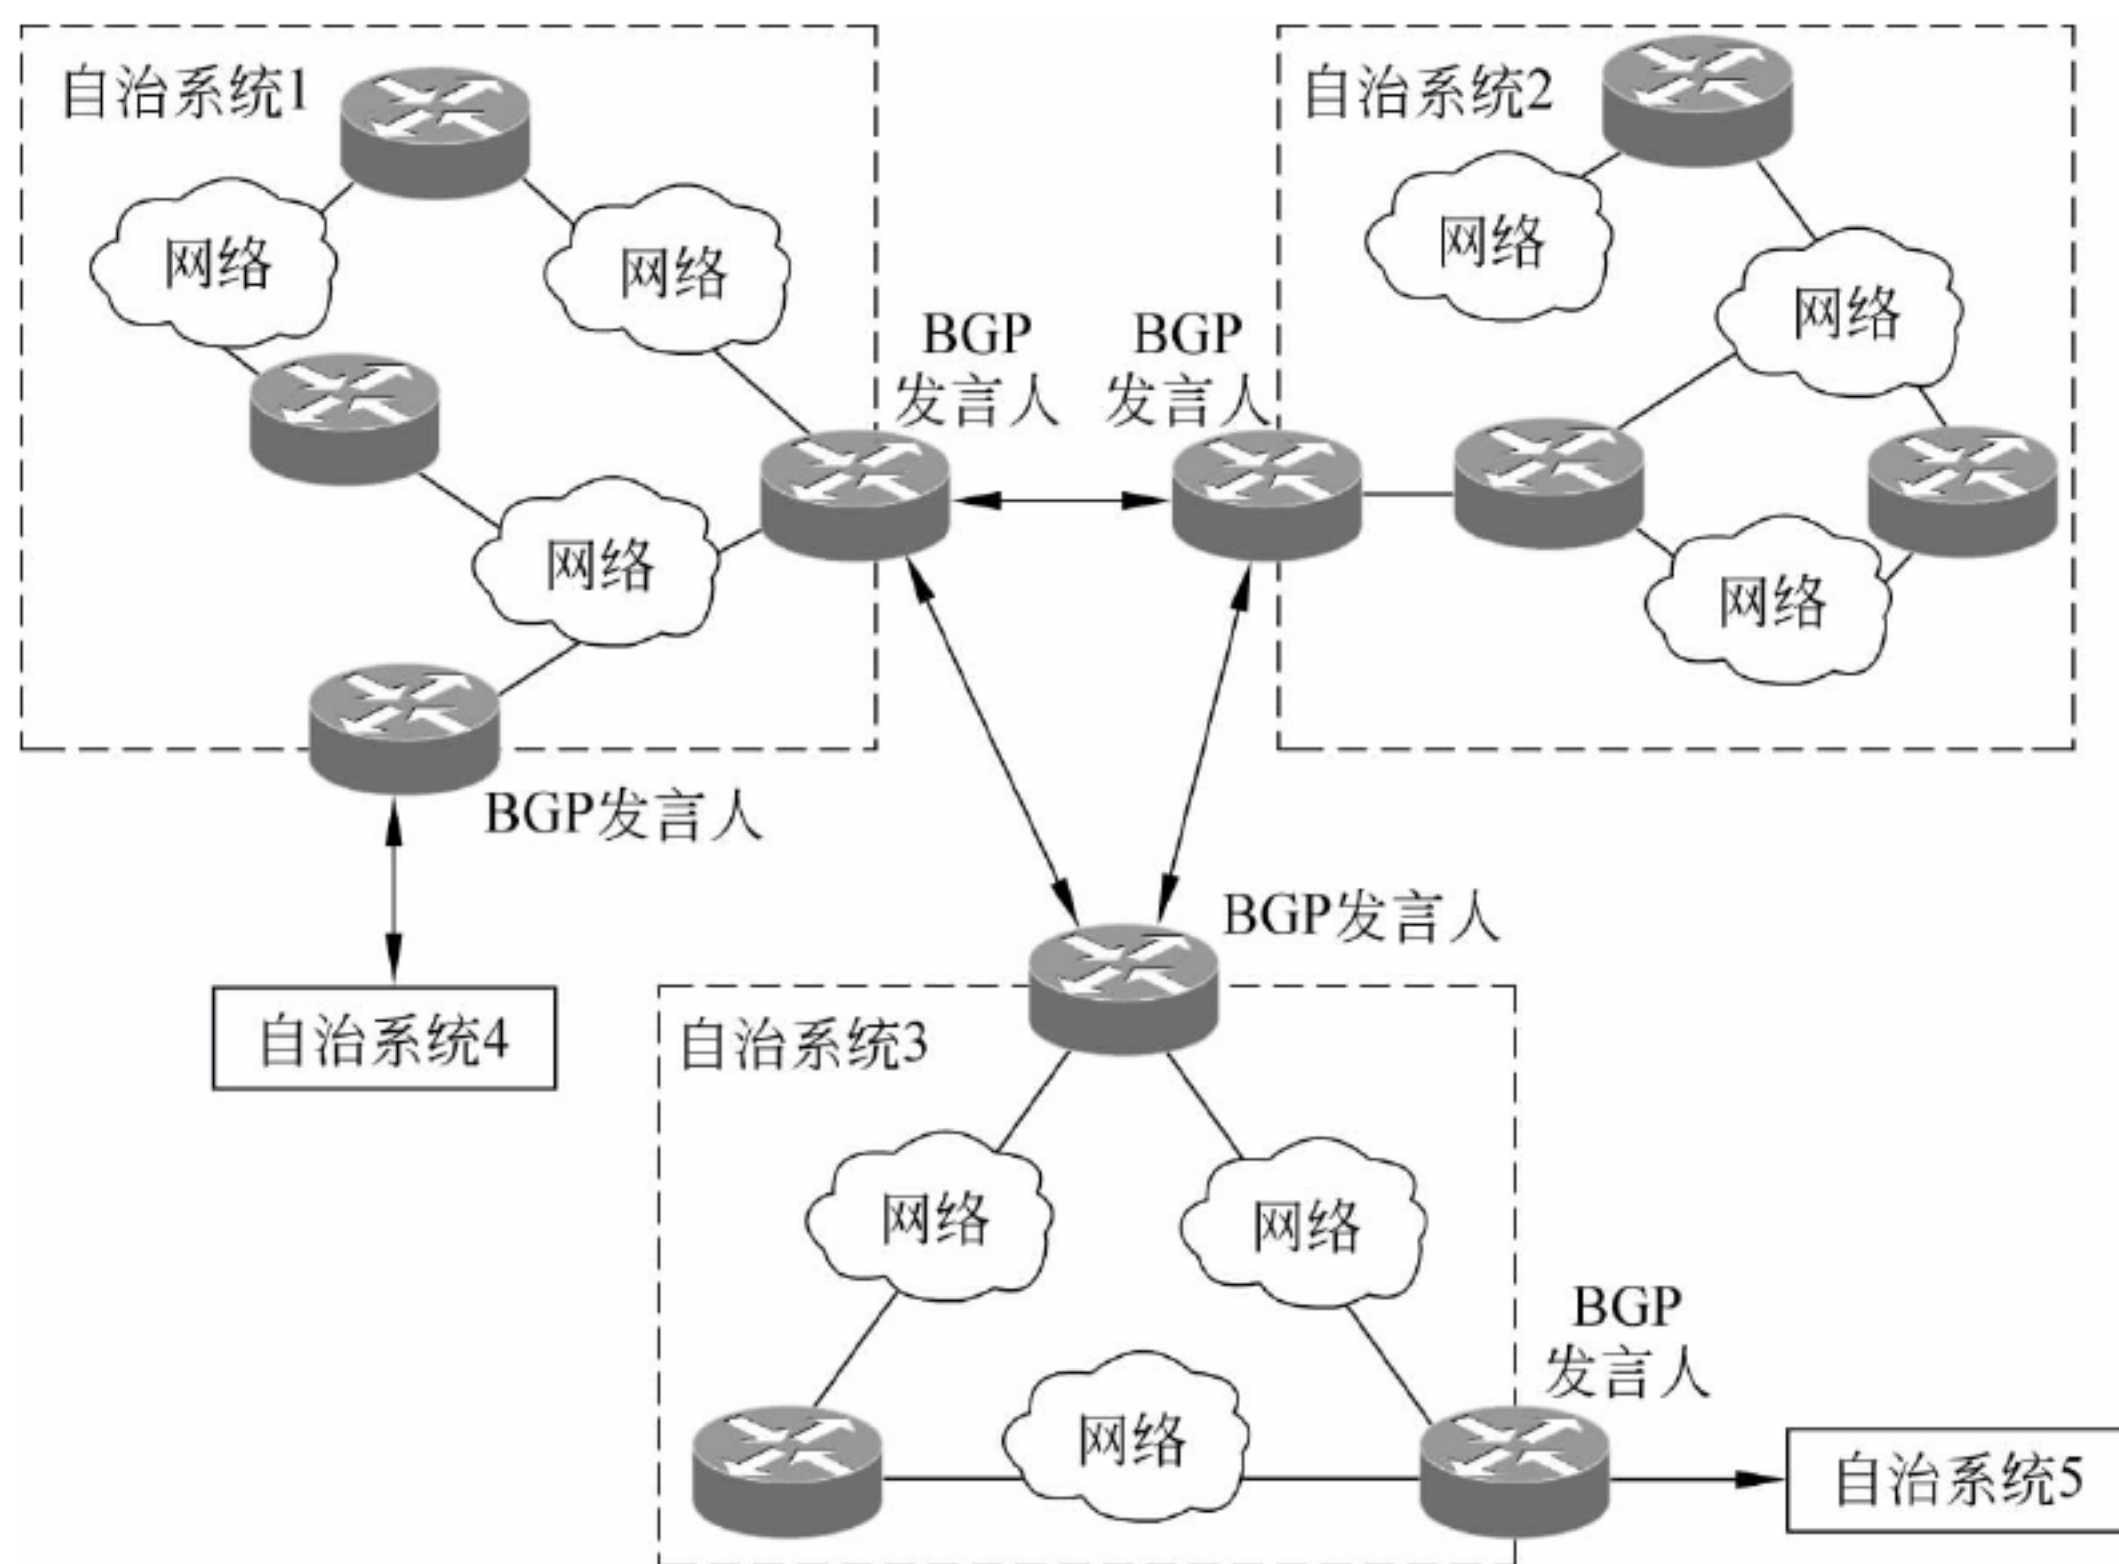 自治系统1
自治系统2
网络
网络
网络
网络
BGP
发言人
BGP
发言人
网络
网络
BGP发言人
BGP发言人
自治系统4
自治系统3
网络
网络
BGP
发言人
网络
自治系统5